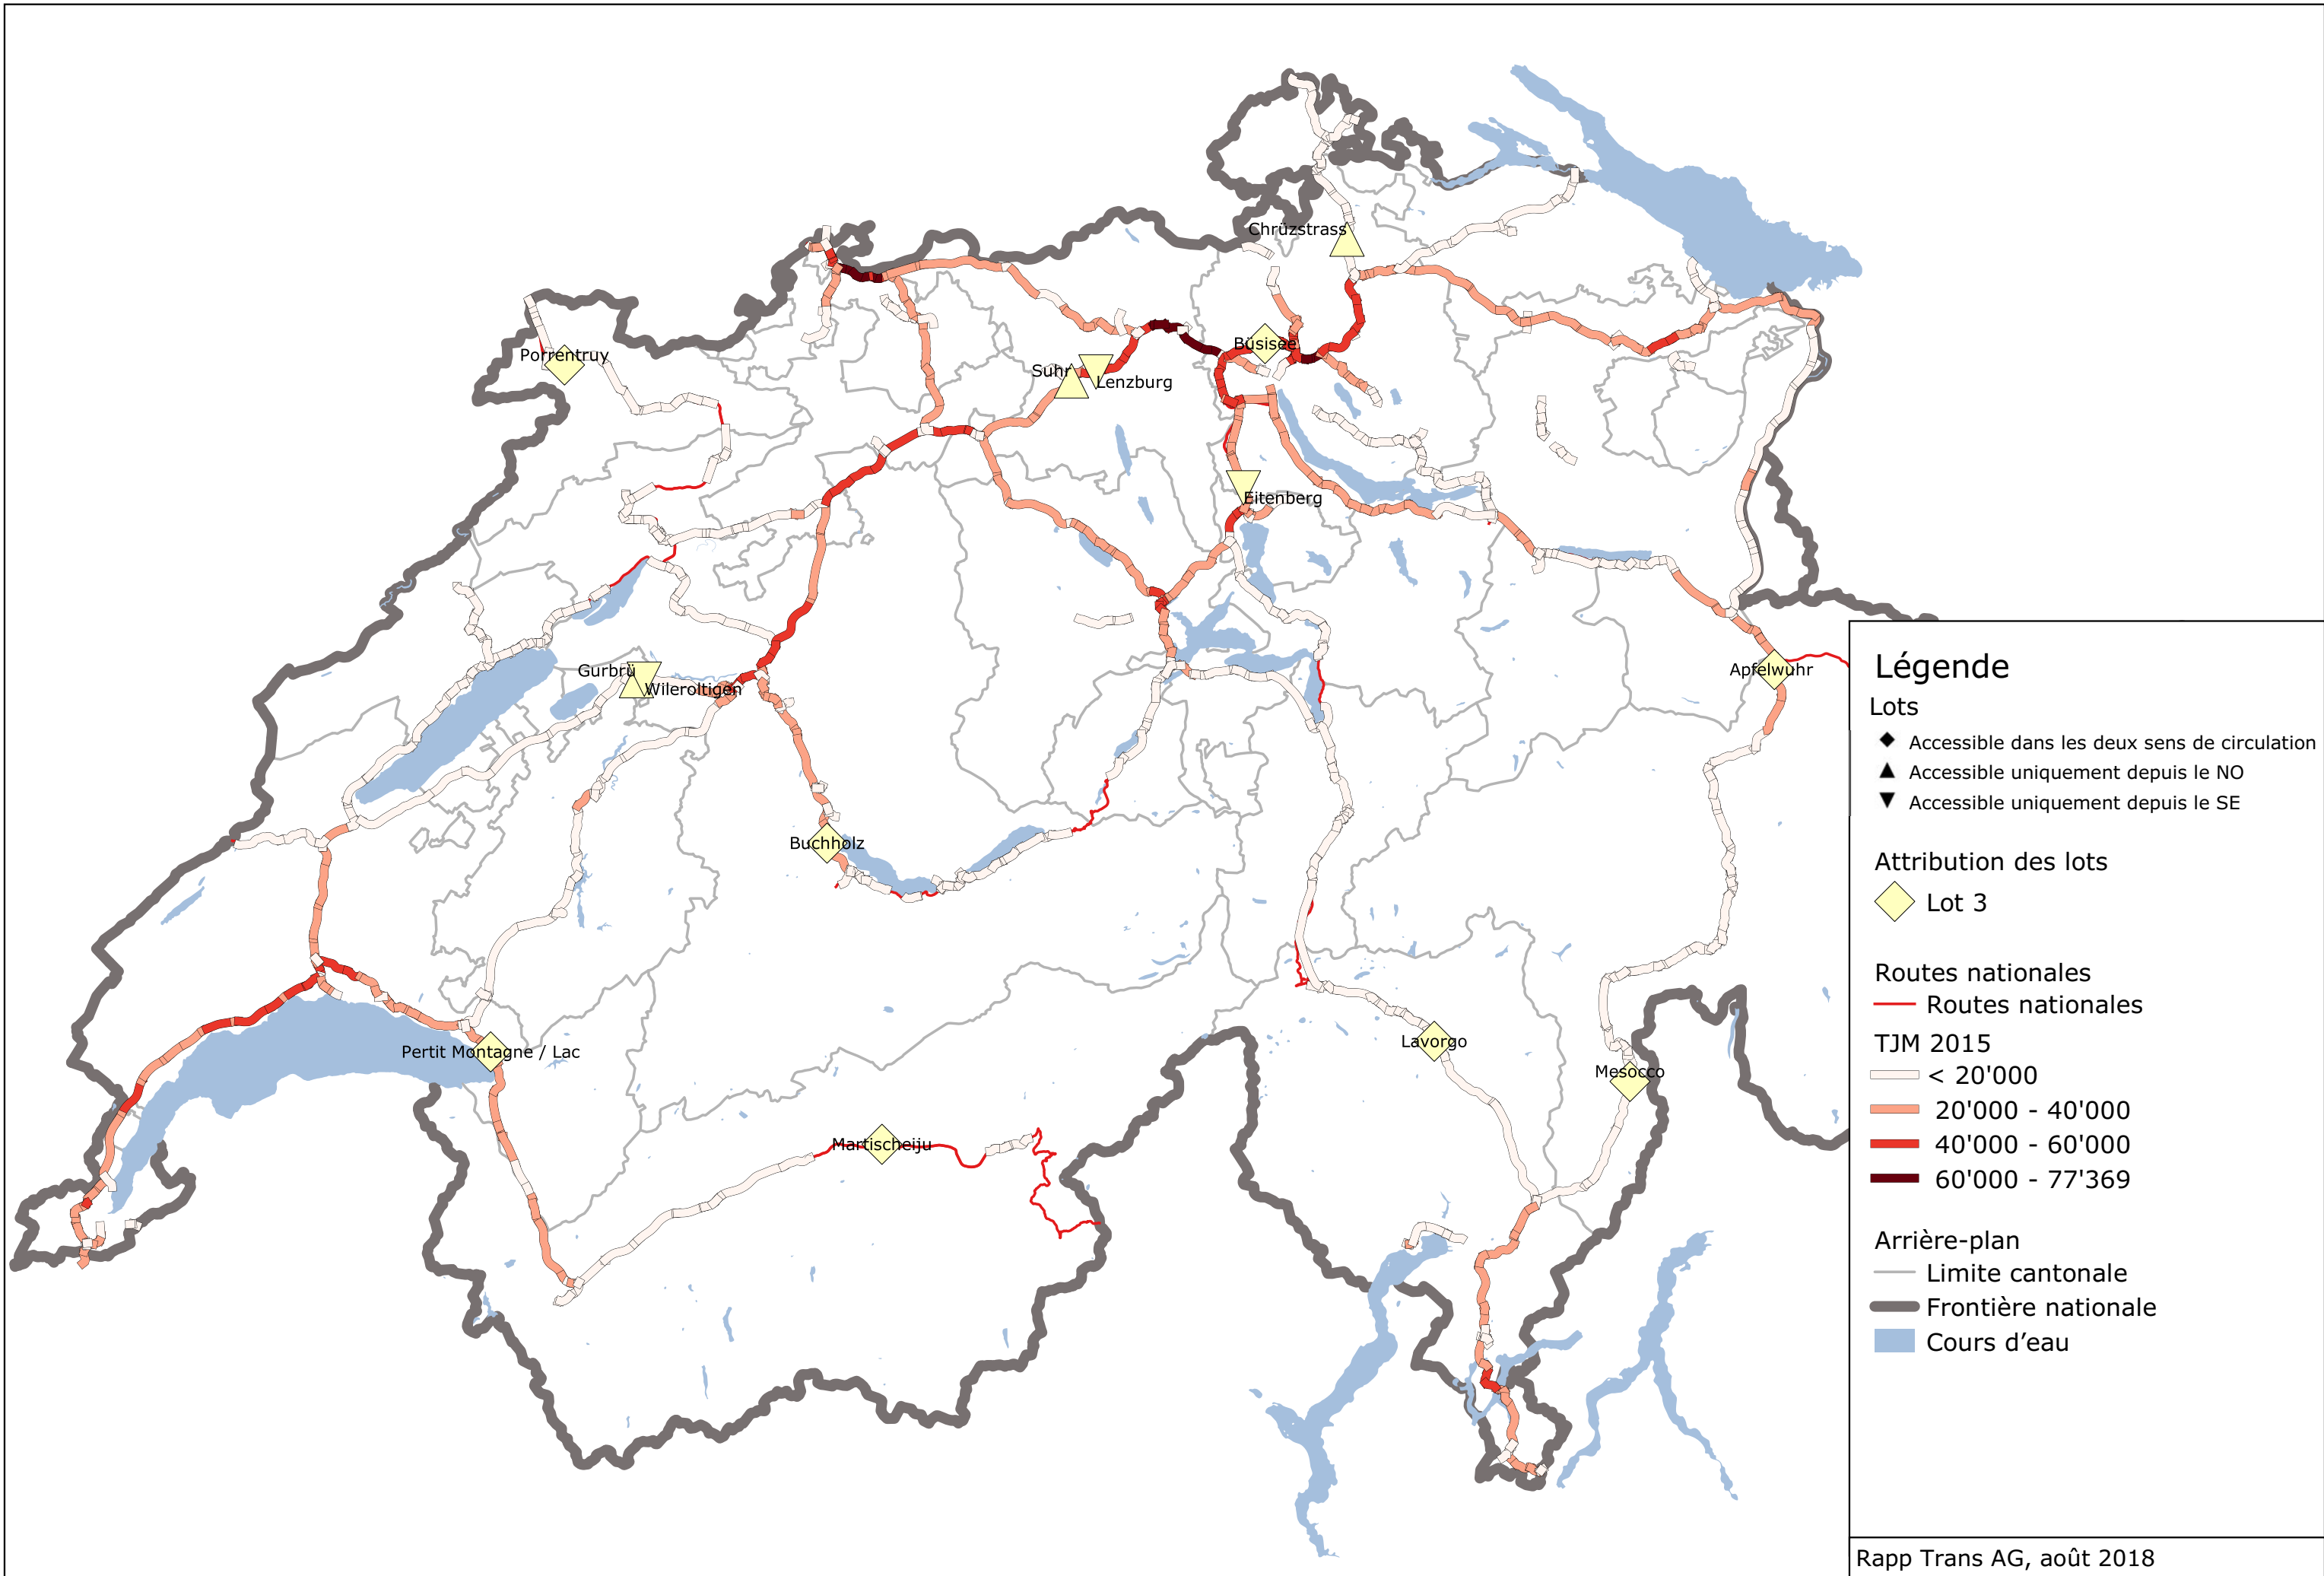 Chrüzstrass
Büsisee
Porrentruy
Suhr
Lenzburg
Eitenberg
Gurbrü
Wileroltigen
Apfelwuhr
Buchholz
Lavorgo
Pertit Montagne / Lac
Mesocco
Martischeiju
Légende
Lots
Accessible dans les deux sens de circulation
Accessible uniquement depuis le NO
Accessible uniquement depuis le SE
Attribution des lots
Lot 3
Routes nationales
Routes nationales
TJM 2015
< 20'000
20'000 - 40'000
40'000 - 60'000
60'000 - 77'369
Arrière-plan
Limite cantonale
Frontière nationale
Cours d’eau
Rapp Trans AG, août 2018